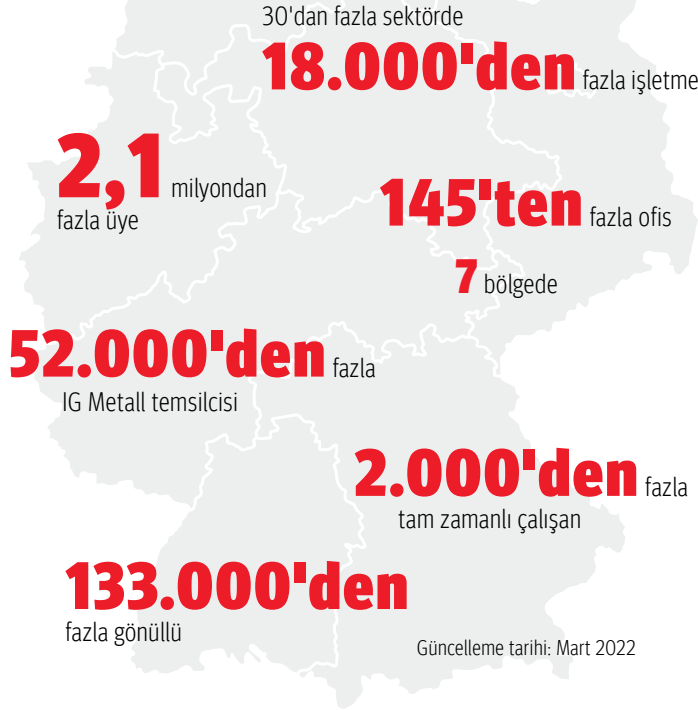 30'dan fazla sektörde
18.000'den fazla işletme
2,1 milyondan
fazla üye
145'ten fazla ofis
7 bölgede
52.000'den fazla
IG Metall temsilcisi
2.000'den fazla
tam zamanlı çalışan
133.000'den
fazla gönüllü
Güncelleme tarihi: Mart 2022